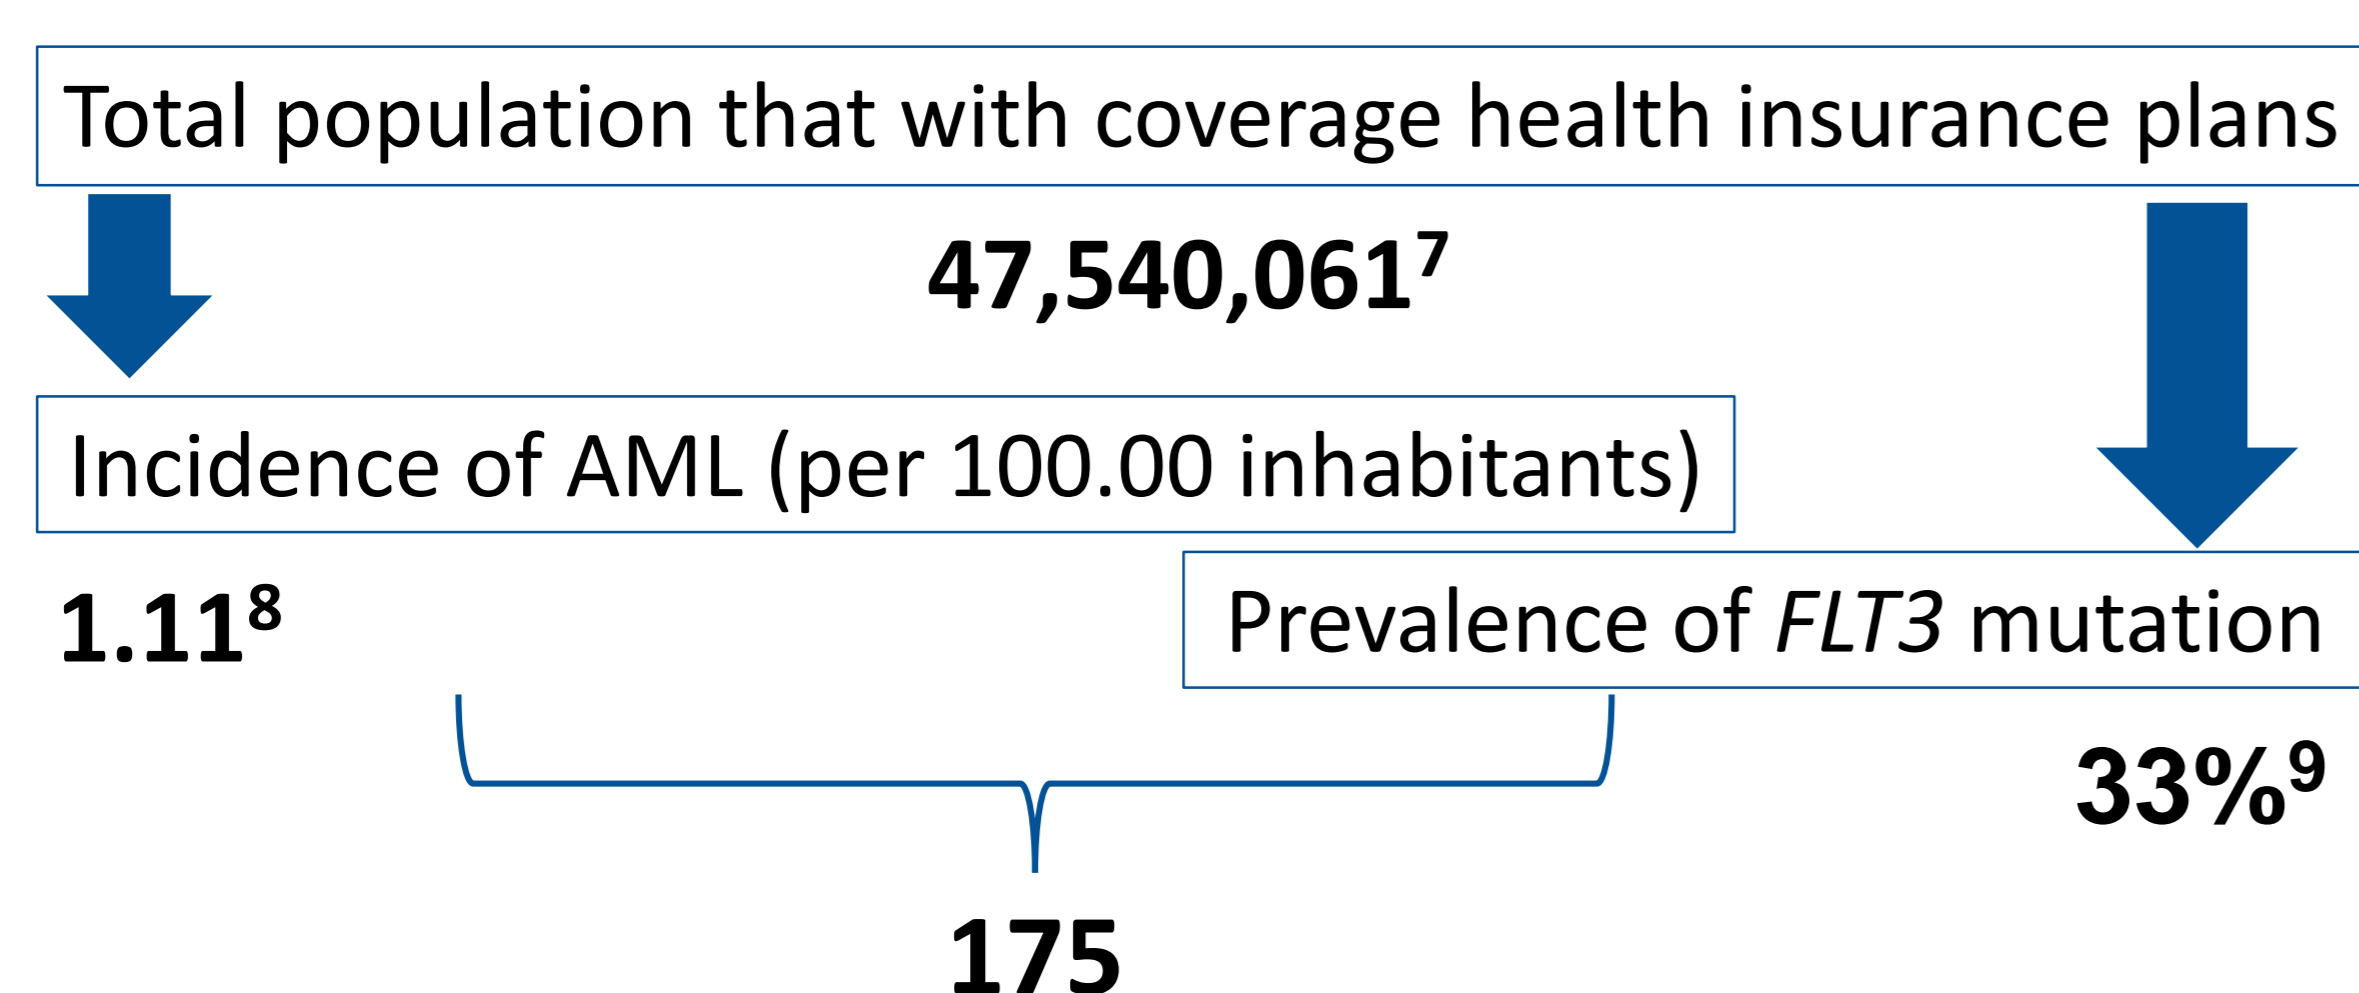 Total population that with coverage health insurance plans
47,540,061⁷
Incidence of AML (per 100.00 inhabitants)
1.11⁸
Prevalence of FLT3 mutation
33%⁹
175